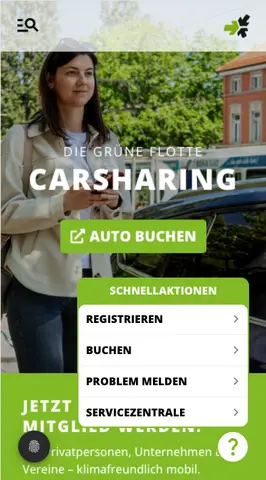 DIE GRÜNE FLOTTE
CARSHARING
AUTO BUCHEN
SCHNELLAKTIONEN
REGISTRIEREN
BUCHEN
PROBLEM MELDEN
SERVICEZENTRALE
JETZT
MITGLIED WERDEN!
Privatpersonen, Unternehmen
Vereine – klimafreundlich mobil.
?